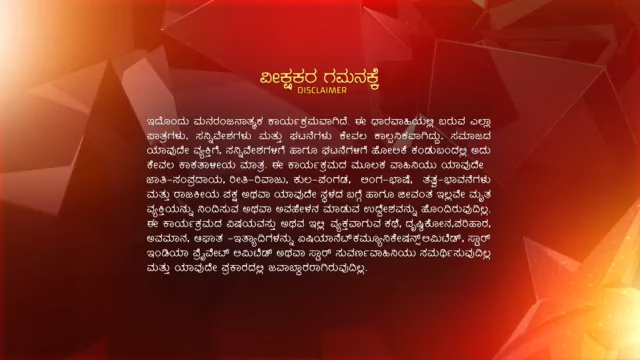 ವೀಕ್ಷಕರ ಗಮನಕ್ಕೆ
DISCLAIMER
ಇದೊಂದು ಮನರಂಜನಾತ್ಮಕ ಕಾರ್ಯಕ್ರಮವಾಗಿದೆ. ಈ ಧಾರವಾಹಿಯಲ್ಲಿ ಬರುವ ಎಲ್ಲಾ
ಪಾತ್ರಗಳು, ಸನ್ನಿವೇಶಗಳು ಮತ್ತು ಘಟನೆಗಳು ಕೇವಲ ಕಾಲ್ಪನಿಕವಾಗಿದ್ದು, ಸಮಾಜದ
ಯಾವುದೇ ವ್ಯಕ್ತಿಗೆ, ಸನ್ನಿವೇಶಗಳಿಗೆ ಹಾಗೂ ಘಟನೆಗಳಿಗೆ ಹೋಲಿಕೆ ಕಂಡುಬಂದಲ್ಲಿ ಅದು
ಕೇವಲ ಕಾಕತಾಳೀಯ ಮಾತ್ರ. ಈ ಕಾರ್ಯಕ್ರಮದ ಮೂಲಕ ವಾಹಿನಿಯು ಯಾವುದೇ
ಜಾತಿ-ಸಂಪ್ರದಾಯ, ರೀತಿ-ರಿವಾಜು, ಕುಲ-ಪಂಗಡ, ಲಿಂಗ-ಭಾಷೆ, ತತ್ವ-ಭಾವನೆಗಳು
ಮತ್ತು ರಾಜಕೀಯ ಪಕ್ಷ ಅಥವಾ ಯಾವುದೇ ಸ್ಥಳದ ಬಗ್ಗೆ ಹಾಗೂ ಜೀವಂತ ಇಲ್ಲವೇ ಮೃತ
ವ್ಯಕ್ತಿಯನ್ನು ನಿಂದಿಸುವ ಅಥವಾ ಅವಹೇಳನ ಮಾಡುವ ಉದ್ದೇಶವನ್ನು ಹೊಂದಿರುವುದಿಲ್ಲ.
ಈ ಕಾರ್ಯಕ್ರಮದ ವಿಷಯವಸ್ತು ಅಥವ ಇಲ್ಲಿ ವ್ಯಕ್ತವಾಗುವ ಕಥೆ, ದೃಷ್ಟಿಕೋನ,ಪರಿಹಾರ,
ಅವಮಾನ, ಆಘಾತ -ಇತ್ಯಾದಿಗಳನ್ನು ಏಷಿಯಾನೆಟ್‌ಕಮ್ಯೂನಿಕೇಷನ್ಸ್ ಲಿಮಿಟೆಡ್, ಸ್ಟಾರ್
ಇಂಡಿಯಾ ಪ್ರೈವೇಟ್ ಲಿಮಿಟೆಡ್ ಅಥವಾ ಸ್ಟಾರ್ ಸುವರ್ಣವಾಹಿನಿಯು ಸಮರ್ಥಿಸುವುದಿಲ್ಲ
ಮತ್ತು ಯಾವುದೇ ಪ್ರಕಾರದಲ್ಲಿ ಜವಾಬ್ದಾರರಾಗಿರುವುದಿಲ್ಲ.